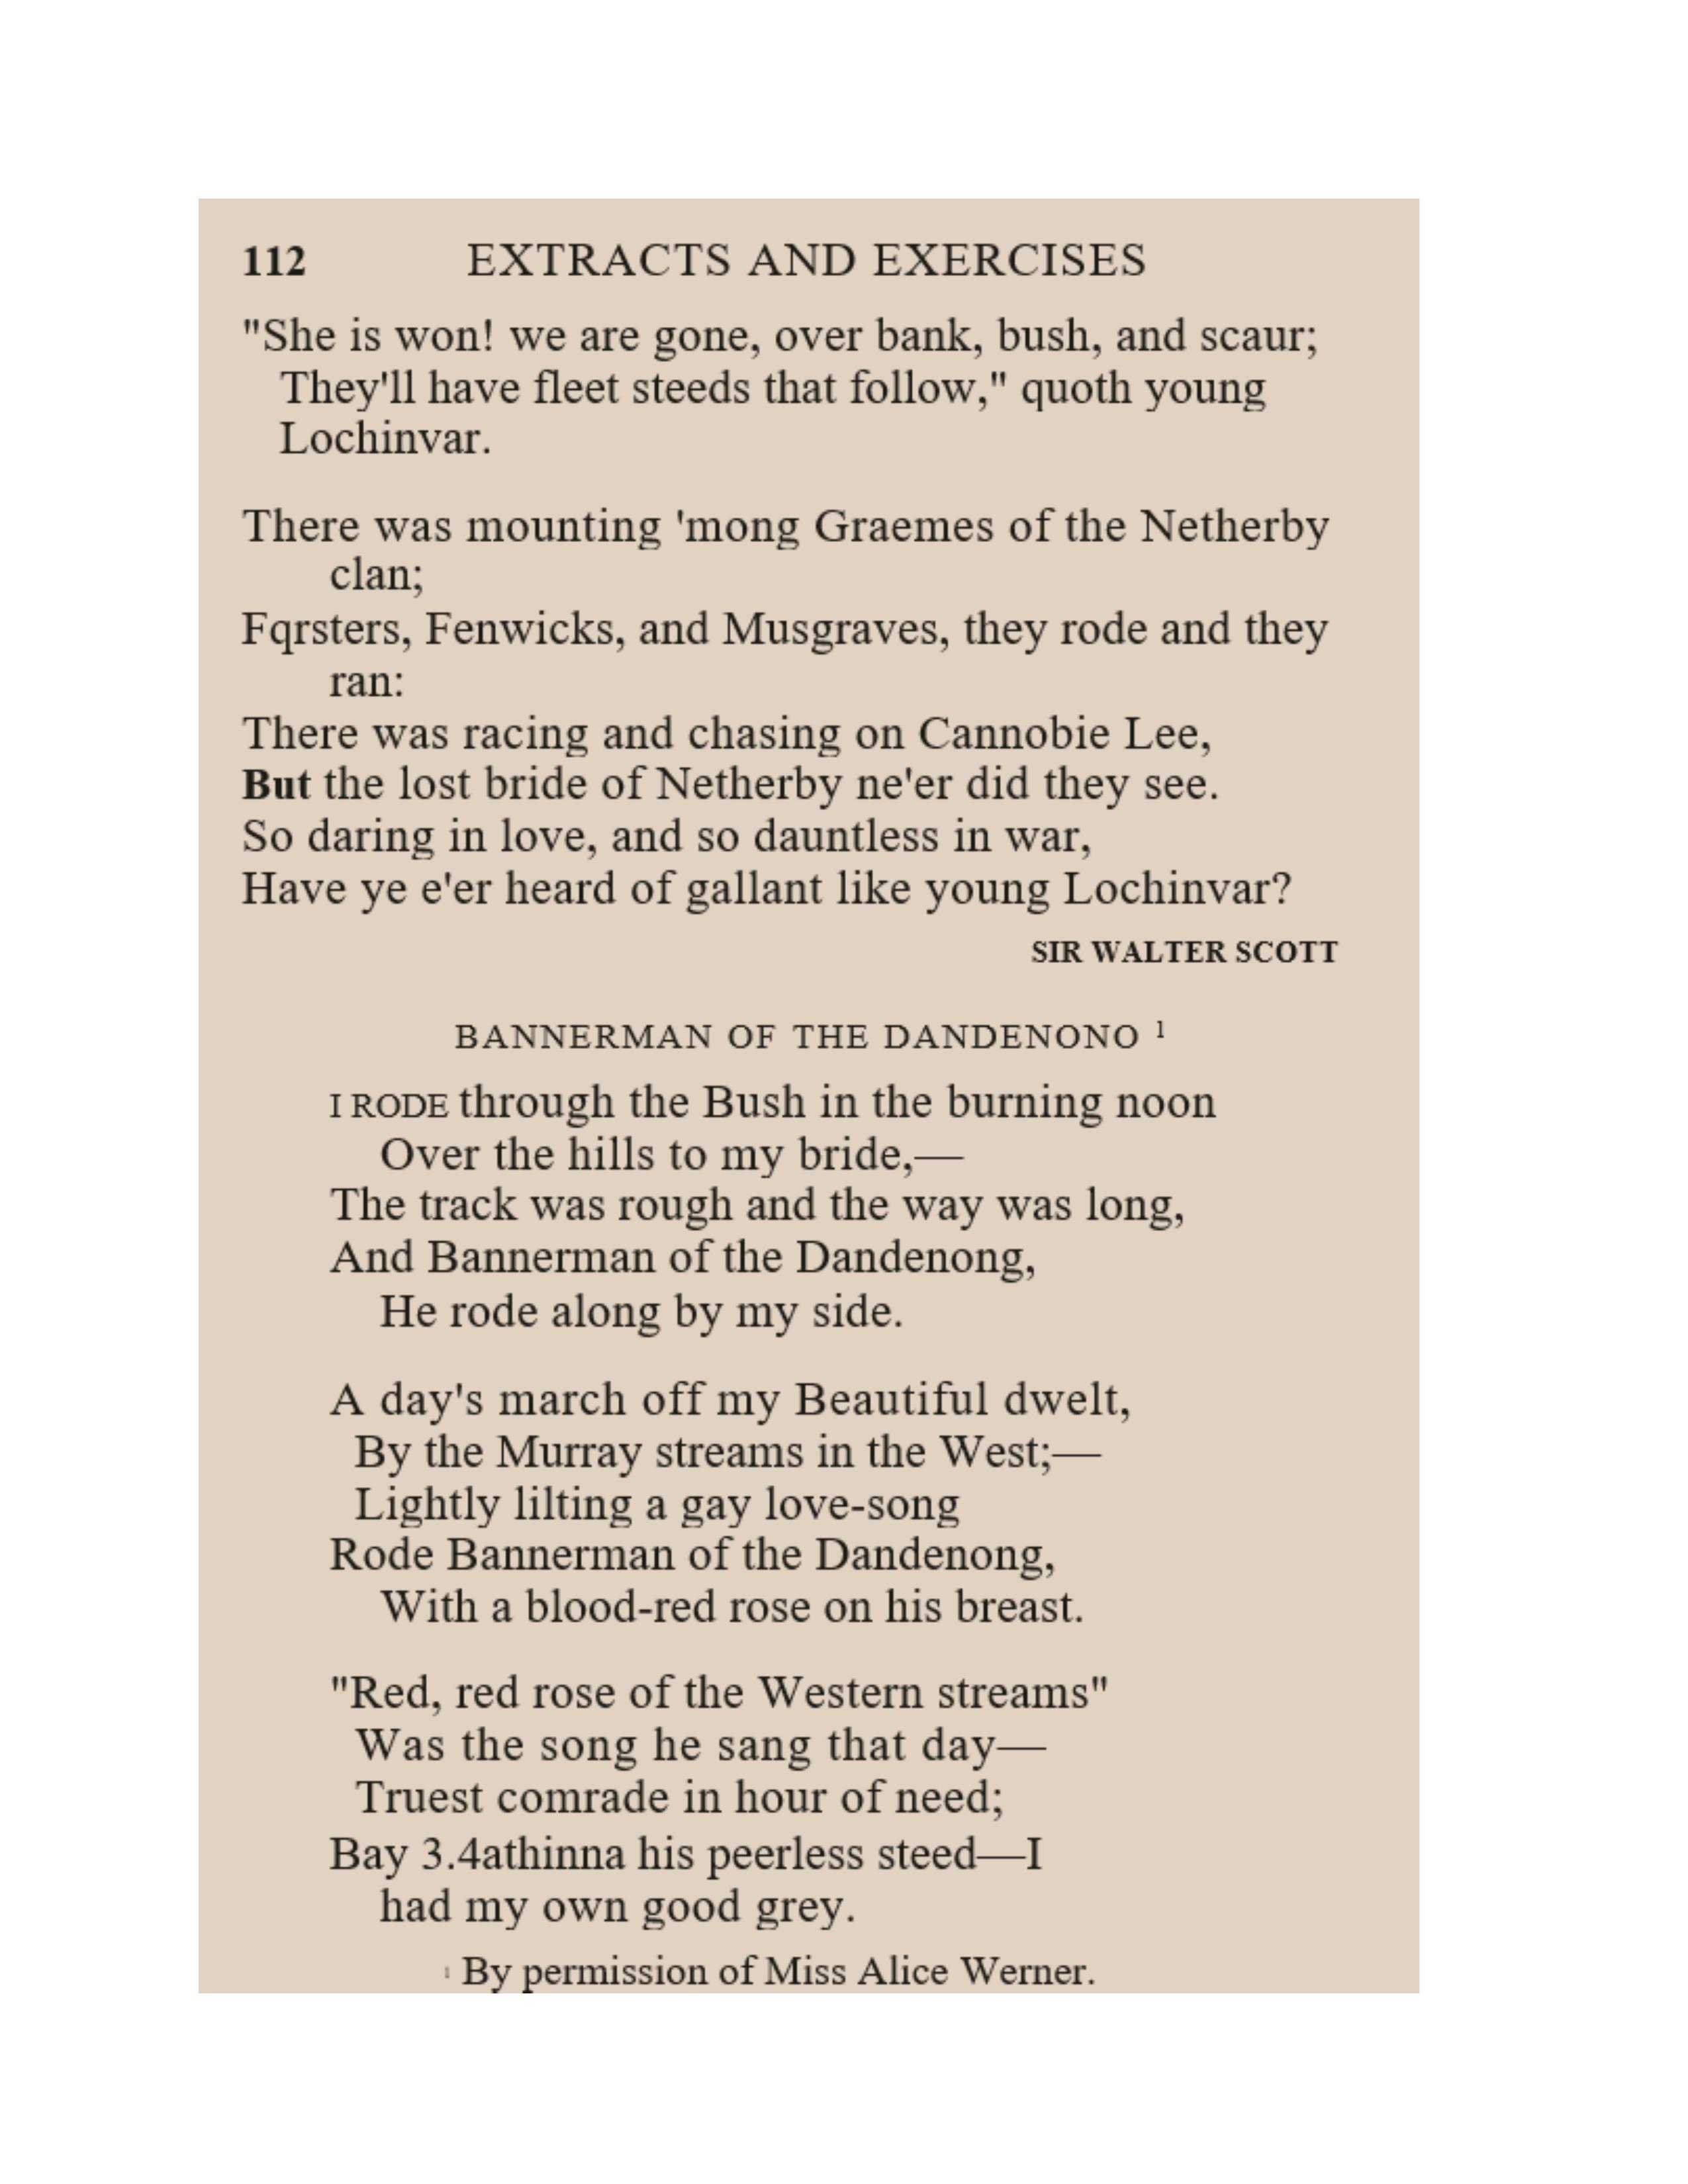 112 EXTRACTS AND EXERCISES
"She is won! we are gone, over bank, bush, and scaur;
They'll have fleet steeds that follow," quoth young
Lochinvar.
There was mounting 'mong Graemes of the Netherby
clan;
Fqrsters, Fenwicks, and Musgraves, they rode and they
ran:
There was racing and chasing on Cannobie Lee,
But the lost bride of Netherby ne'er did they see.
So daring in love, and so dauntless in war,
Have ye e'er heard of gallant like young Lochinvar?
SIR WALTER SCOTT
BANNERMAN OF THE DANDENONO 1
I RODE through the Bush in the burning noon
Over the hills to my bride,—
The track was rough and the way was long,
And Bannerman of the Dandenong,
He rode along by my side.
A day's march off my Beautiful dwelt,
By the Murray streams in the West;—
Lightly lilting a gay love-song
Rode Bannerman of the Dandenong,
With a blood-red rose on his breast.
"Red, red rose of the Western streams"
Was the song he sang that day—
Truest comrade in hour of need;
Bay 3.4athinna his peerless steed—I
had my own good grey.
1 By permission of Miss Alice Werner.